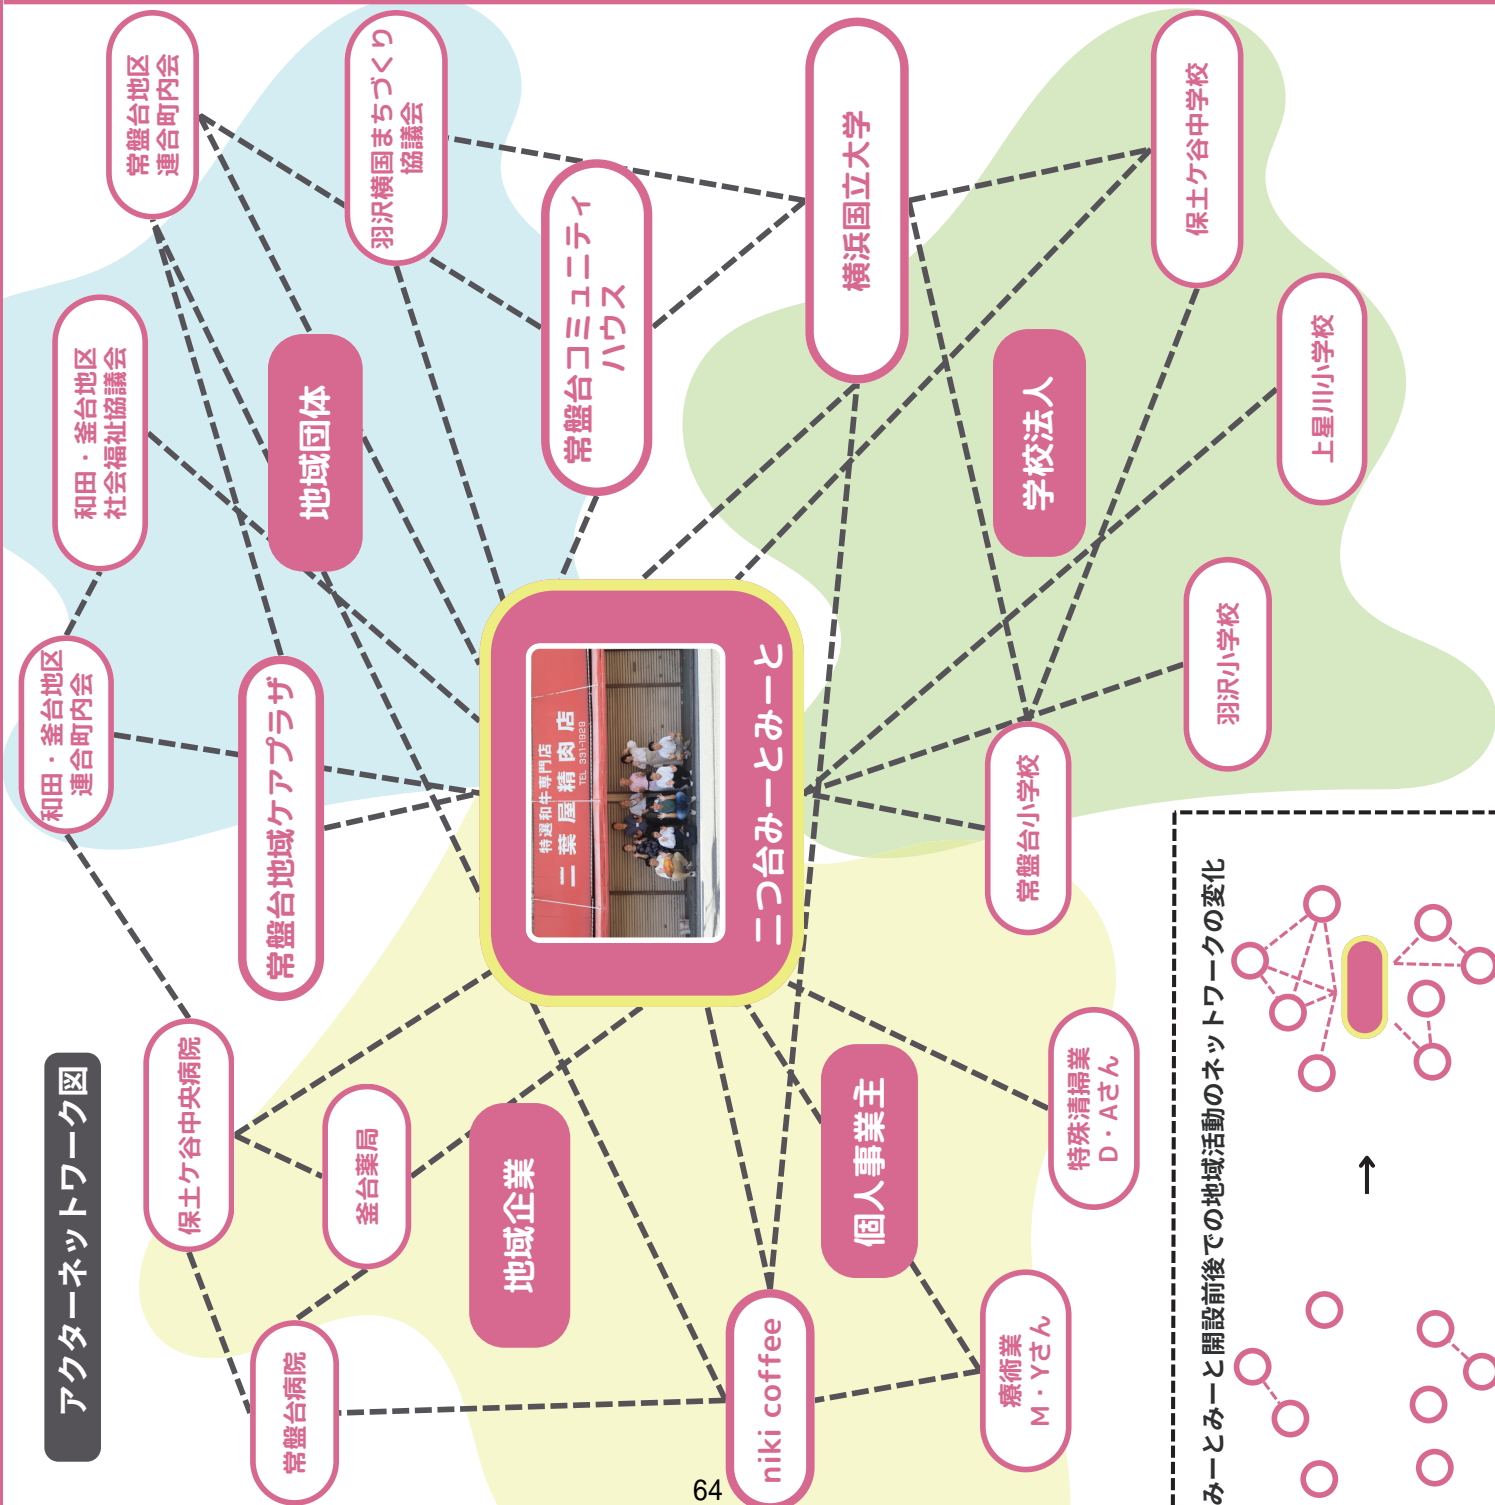 アクターネットワーク図
常盤台地区
連合町内会
羽沢横国まちづくり
協議会
和田・釜台地区
社会福祉協議会
和田・釜台地区
連合町内会
地域団体
常盤台コミュニティ
ハウス
常盤台地域ケアプラザ
横浜国立大学
保土ケ谷中学校
学校法人
上星川小学校
羽沢小学校
常盤台小学校
特選和牛専門店
二葉屋精肉店
TEL 331-1929
二つ台みーとみーと
保土ケ谷中央病院
釜台薬局
地域企業
常盤台病院
niki coffee
個人事業主
特殊清掃業
D・Aさん
療術業
M・Yさん
みーとみーと開設前後での地域活動のネットワークの変化
→
64